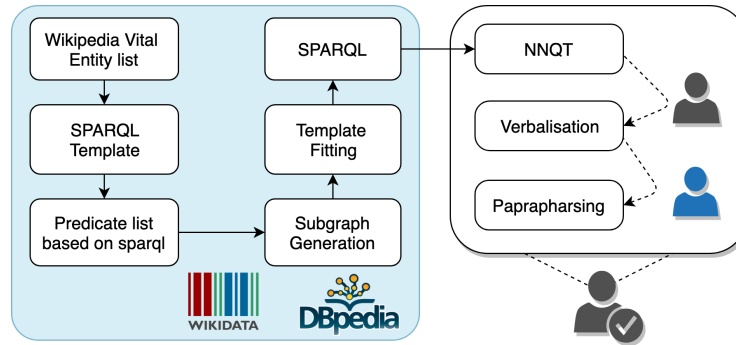 Wikipedia Vital
Entity list
SPARQL
Template
Predicate list
based on sparql
SPARQL
Template
Fitting
Subgraph
Generation
WIKIDATA
DBpedia
NNQT
Verbalisation
Paprapharsing